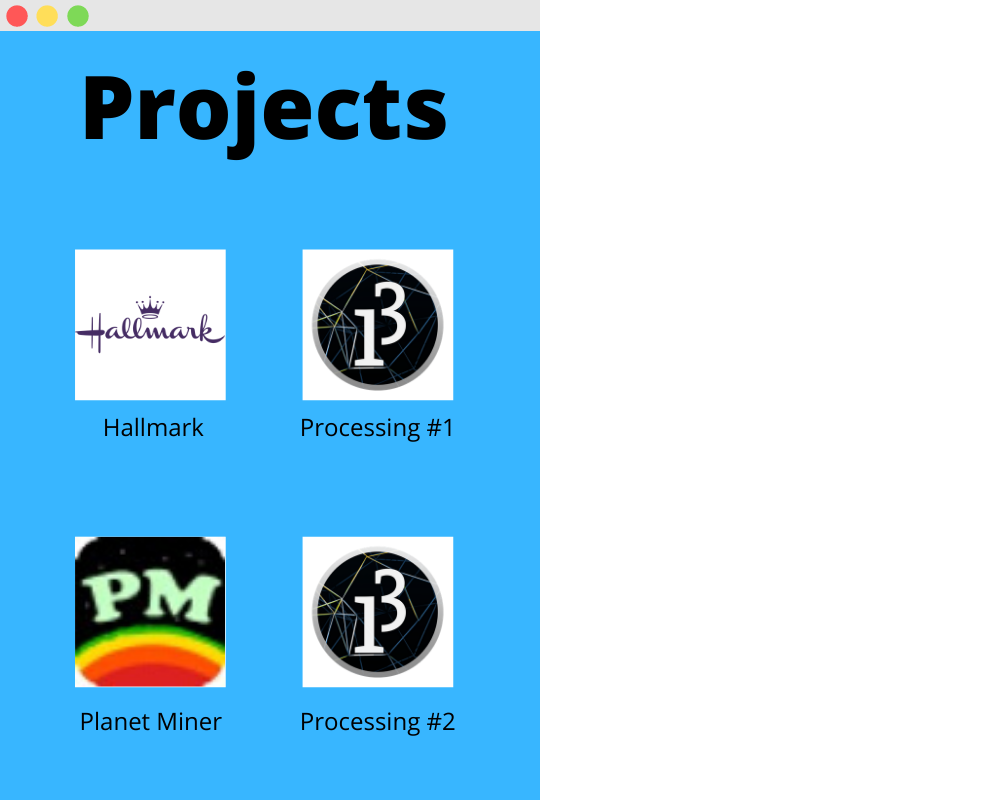 Projects
Hallmark
Hallmark
Processing #1
PM
Planet Miner
Processing #2